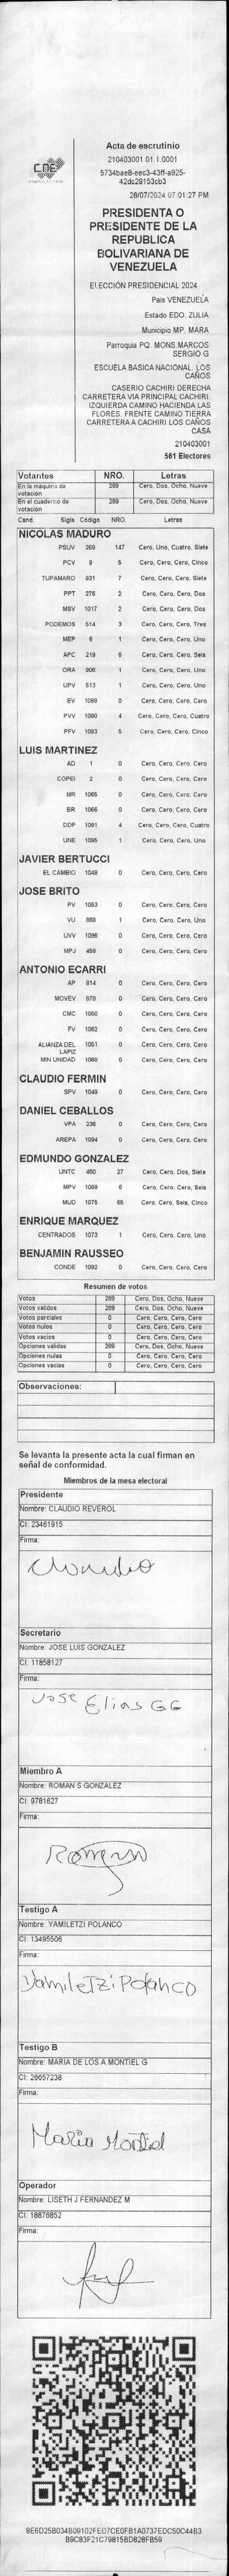 CNE
Acta de escrutinio
210403001.01.1.0001
5734bae8-eec3-43ff-a925-
42dc29153cb3
28/07/2024 07:01:27 PM
PRESIDENTA O
PRESIDENTE DE LA
REPUBLICA
BOLIVARIANA DE
VENEZUELA
ELECCIÓN PRESIDENCIAL 2024
Pais VENEZUELA
Estado EDO. ZULIA
Municipio MP. MARA
Parroquia PQ. MONS.MARCOS
SERGIO G
ESCUELA BASICA NACIONAL. LOS
CAÑOS
CASERIO CACHIRI DERECHA
CARRETERA VIA PRINCIPAL CACHIRI.
IZQUIERDA CAMINO HACIENDA LAS
FLORES. FRENTE CAMINO TIERRA
CARRETERA A CACHIRI LOS CAÑOS
CASA
210403001
561 Electores
Votantes NRO. Letras
En la maquina de votación 289 Cero, Dos, Ocho, Nueve
En el cuaderno de votación 289 Cero, Dos, Ocho, Nueve
Cand. Sigls Código NRO. Letras
NICOLAS MADURO
PSUV 269 147 Cero, Uno, Cuatro, Siete
PCV 9 5 Cero, Cero, Cero, Cinco
TUPAMARO 931 7 Cero, Cero, Cero, Siete
PPT 276 2 Cero, Cero, Cero, Dos
MSV 1017 2 Cero, Cero, Cero, Dos
PODEMOS 514 3 Cero, Cero, Cero, Tres
MEP 6 1 Cero, Cero, Cero, Uno
APC 219 6 Cero, Cero, Cero, Seis
ORA 906 1 Cero, Cero, Cero, Uno
UPV 513 1 Cero, Cero, Cero, Uno
EV 1089 0 Cero, Cero, Cero, Cero
PVV 1090 4 Cero, Cero, Cero, Cuatro
PFV 1093 5 Cero, Cero, Cero, Cinco
LUIS MARTINEZ
AD 1 0 Cero, Cero, Cero, Cero
COPEI 2 0 Cero, Cero, Cero, Cero
MR 1065 0 Cero, Cero, Cero, Cero
BR 1066 0 Cero, Cero, Cero, Cero
DDP 1091 4 Cero, Cero, Cero, Cuatro
UNE 1095 1 Cero, Cero, Cero, Uno
JAVIER BERTUCCI
EL CAMBIO 1048 0 Cero, Cero, Cero, Cero
JOSE BRITO
PV 1053 0 Cero, Cero, Cero, Cero
VU 868 1 Cero, Cero, Cero, Uno
UVV 1096 0 Cero, Cero, Cero, Cero
MPJ 458 0 Cero, Cero, Cero, Cero
ANTONIO ECARRI
AP 814 0 Cero, Cero, Cero, Cero
MOVEV 878 0 Cero, Cero, Cero, Cero
CMC 1050 0 Cero, Cero, Cero, Cero
FV 1062 0 Cero, Cero, Cero, Cero
ALIANZA DEL LAPIZ 1051 0 Cero, Cero, Cero, Cero
MIN UNIDAD 1068 0 Cero, Cero, Cero, Cero
CLAUDIO FERMIN
SPV 1049 0 Cero, Cero, Cero, Cero
DANIEL CEBALLOS
VPA 236 0 Cero, Cero, Cero, Cero
AREPA 1094 0 Cero, Cero, Cero, Cero
EDMUNDO GONZALEZ
UNTC 460 27 Cero, Cero, Dos, Siete
MPV 1069 6 Cero, Cero, Cero, Seis
MUD 1075 65 Cero, Cero, Seis, Cinco
ENRIQUE MARQUEZ
CENTRADOS 1073 1 Cero, Cero, Cero, Uno
BENJAMIN RAUSSEO
CONDE 1092 0 Cero, Cero, Cero, Cero
Resumen de votos
Votos 289 Cero, Dos, Ocho, Nueve
Votos validos 289 Cero, Dos, Ocho, Nueve
Votos parciales 0 Cero, Cero, Cero, Cero
Votos nulos 0 Cero, Cero, Cero, Cero
Votos vacios 0 Cero, Cero, Cero, Cero
Opciones validas 289 Cero, Dos, Ocho, Nueve
Opciones nulas 0 Cero, Cero, Cero, Cero
Opciones vacias 0 Cero, Cero, Cero, Cero
Observaciones:
Se levanta la presente acta la cual firman en
señal de conformidad.
Miembros de la mesa electoral
Presidente
Nombre: CLAUDIO REVEROL
CI: 23461915
Firma:
Claudio
Secretario
Nombre: JOSE LUIS GONZALEZ
CI: 11858127
Firma:
Jose Elias GG
Miembro A
Nombre: ROMAN S GONZALEZ
CI: 9781627
Firma:
Roman
Testigo A
Nombre: YAMILETZI POLANCO
CI: 13495506
Firma:
Yamiletzi Polanco
Testigo B
Nombre: MARIA DE LOS A MONTIEL G
CI: 26657238
Firma:
Maria Montiel
Operador
Nombre: LISETH J FERNANDEZ M
CI: 18876852
Firma:
8E6D25B034B09102FED7CE0FB1A0737EDC50C44B3
B9C83F21C79815BD828FB59